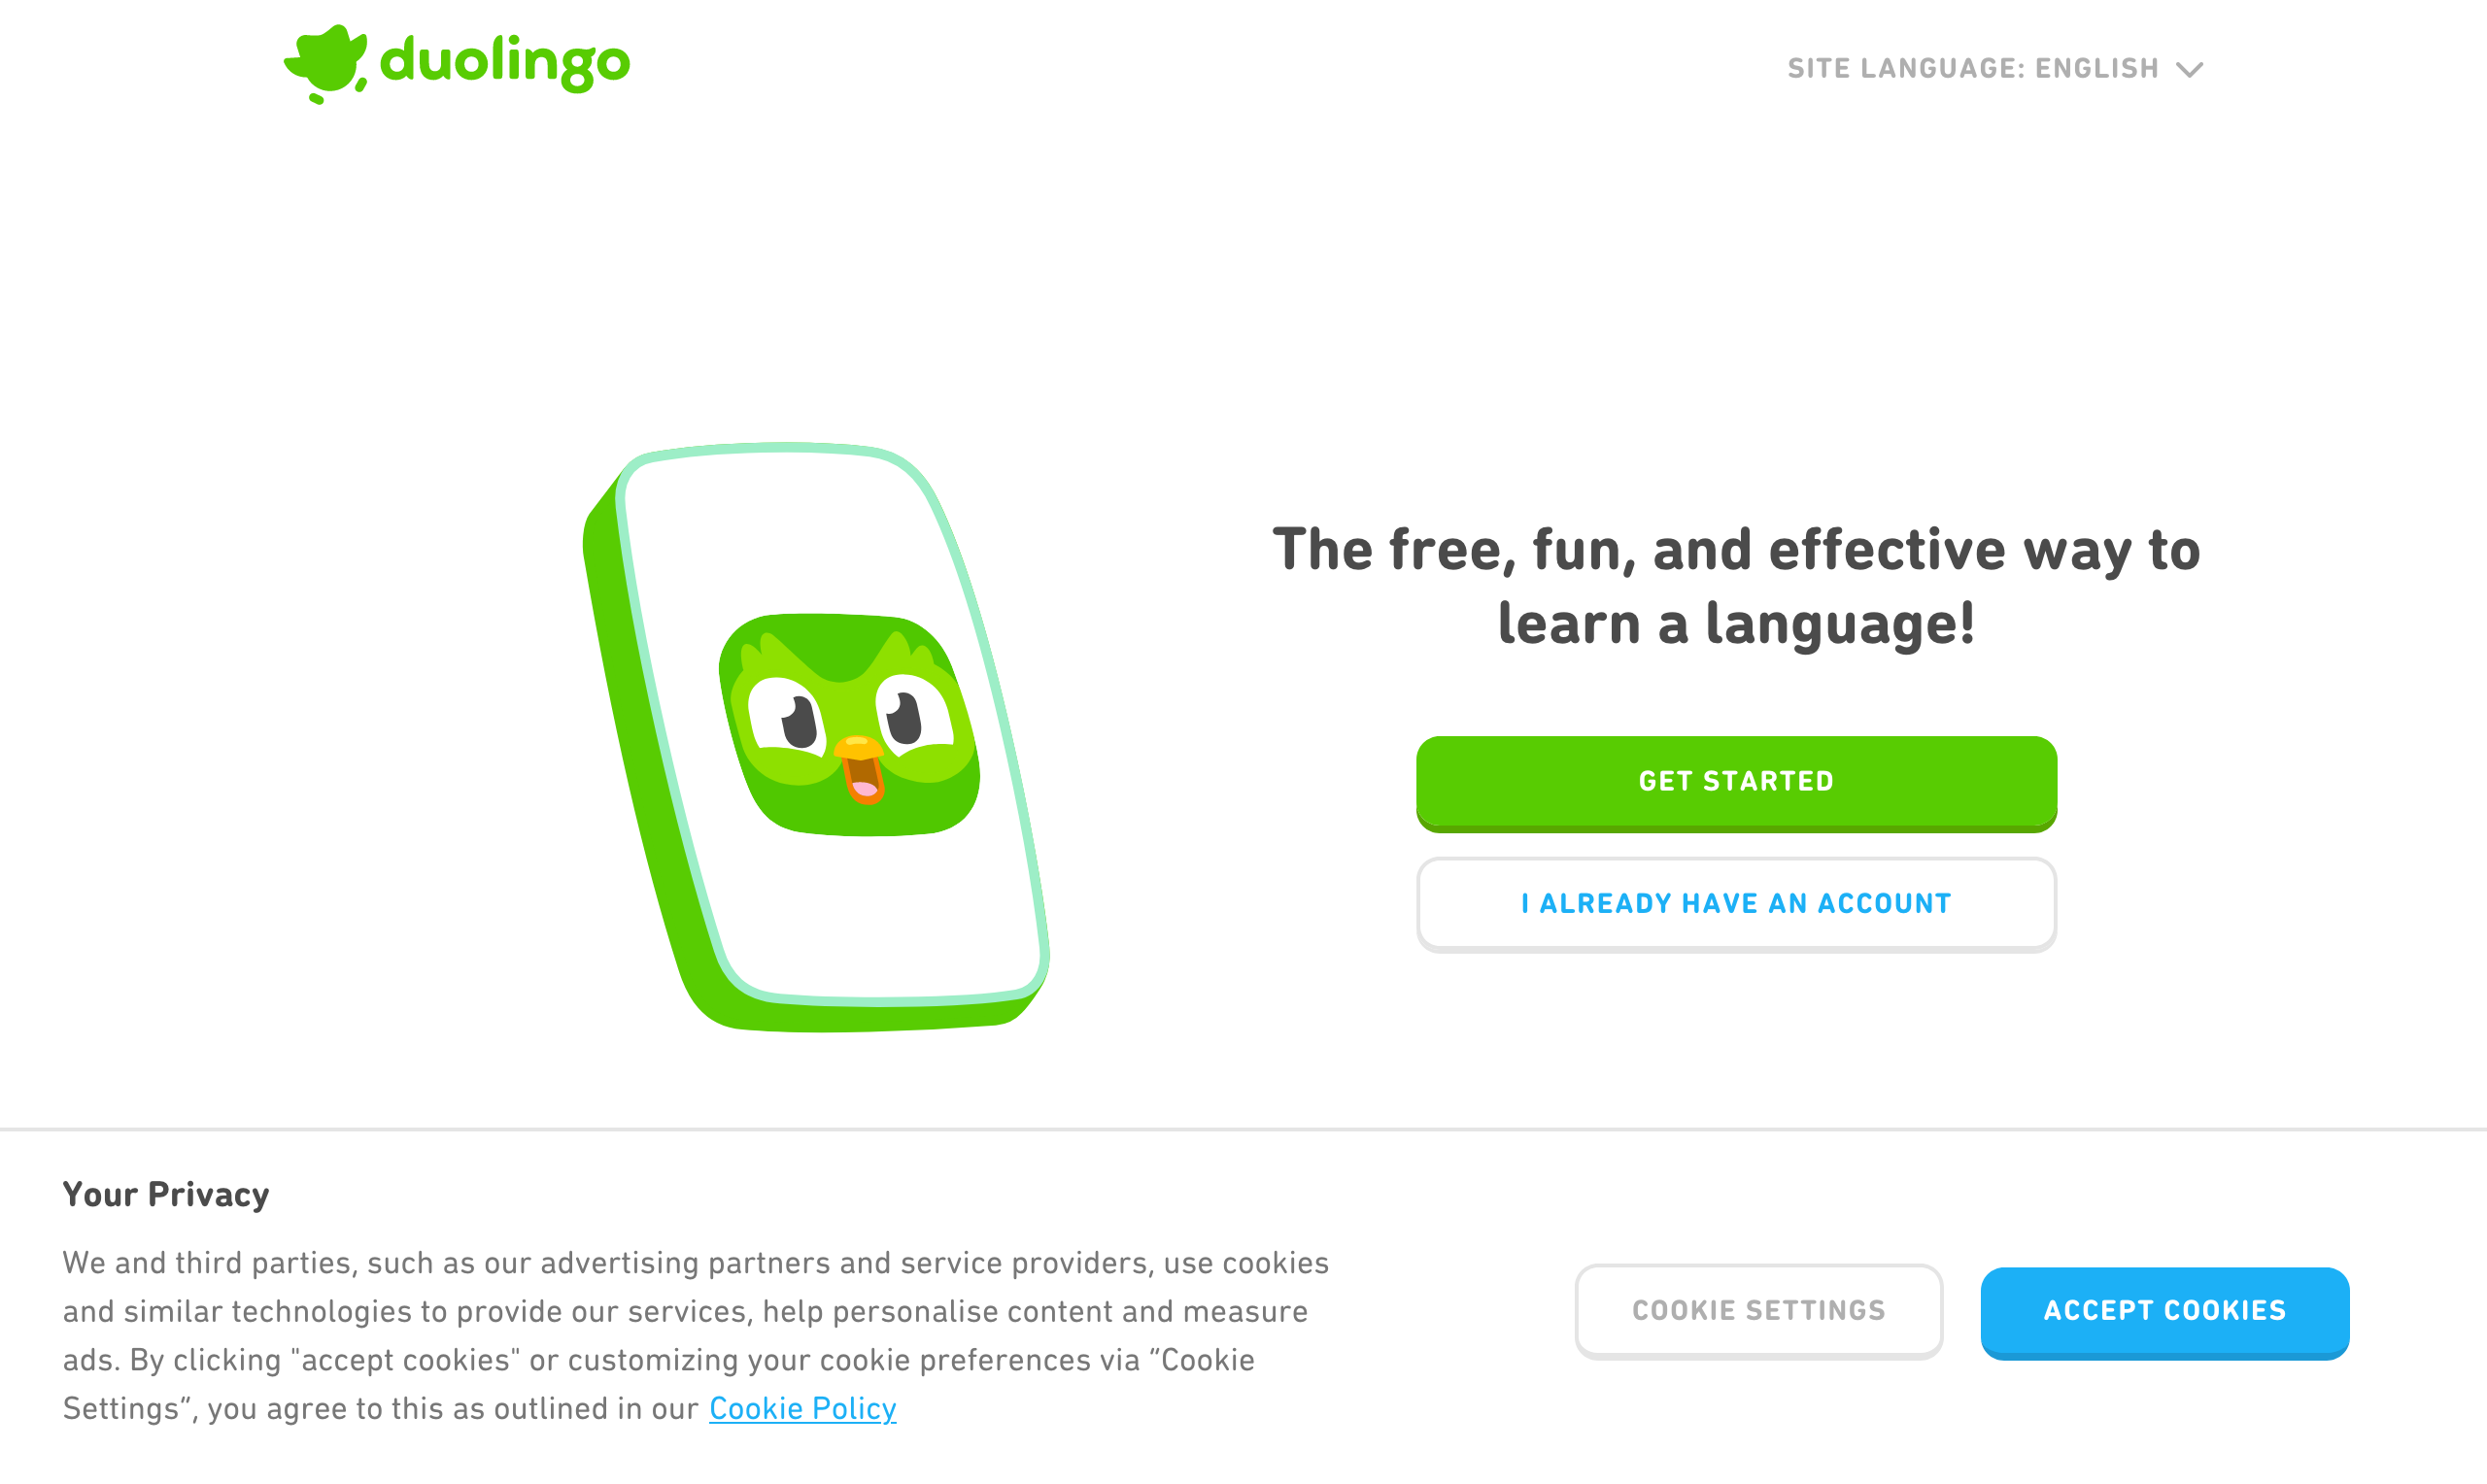 duolingo
SITE LANGUAGE: ENGLISH
The free, fun, and effective way to
learn a language!
GET STARTED
I ALREADY HAVE AN ACCOUNT
Your Privacy
We and third parties, such as our advertising partners and service providers, use cookies
and similar technologies to provide our services, help personalise content and measure
ads. By clicking "accept cookies" or customizing your cookie preferences via “Cookie
Settings”, you agree to this as outlined in our Cookie Policy
COOKIE SETTINGS
ACCEPT COOKIES